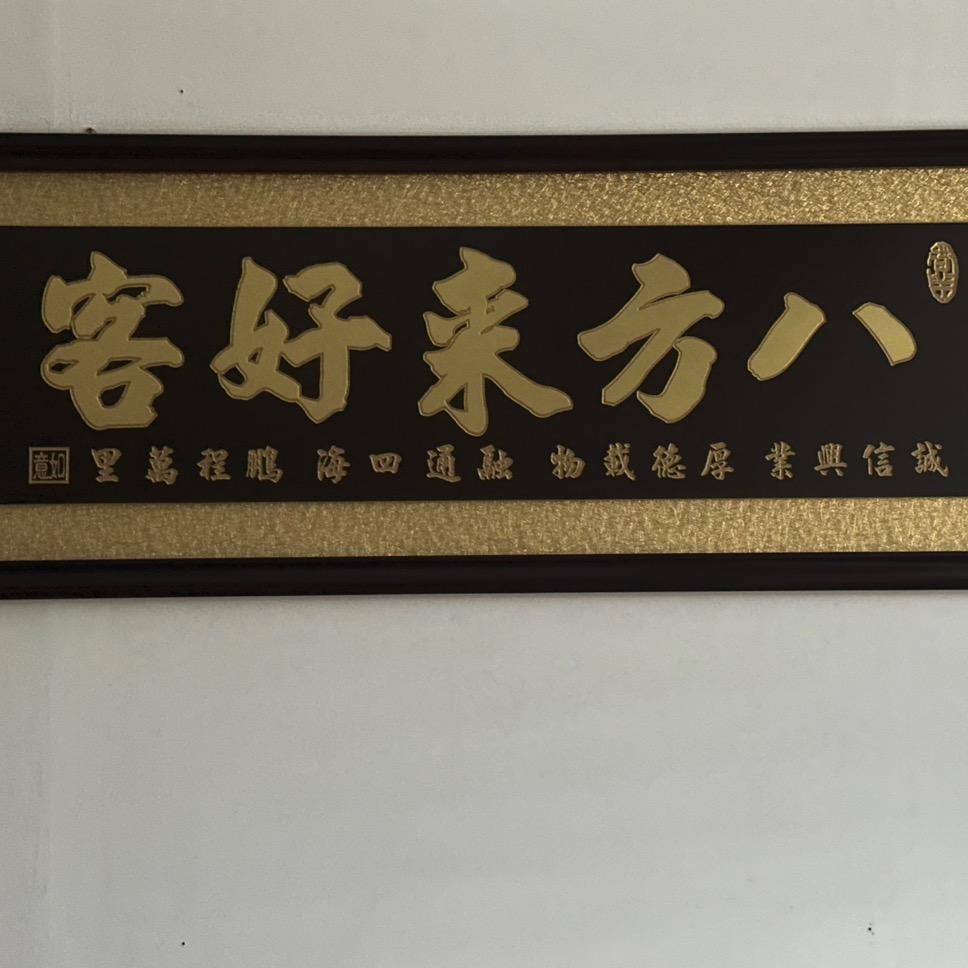 八方来好客
誠信興業 厚德載物 融通四海 鵬程萬里
如意